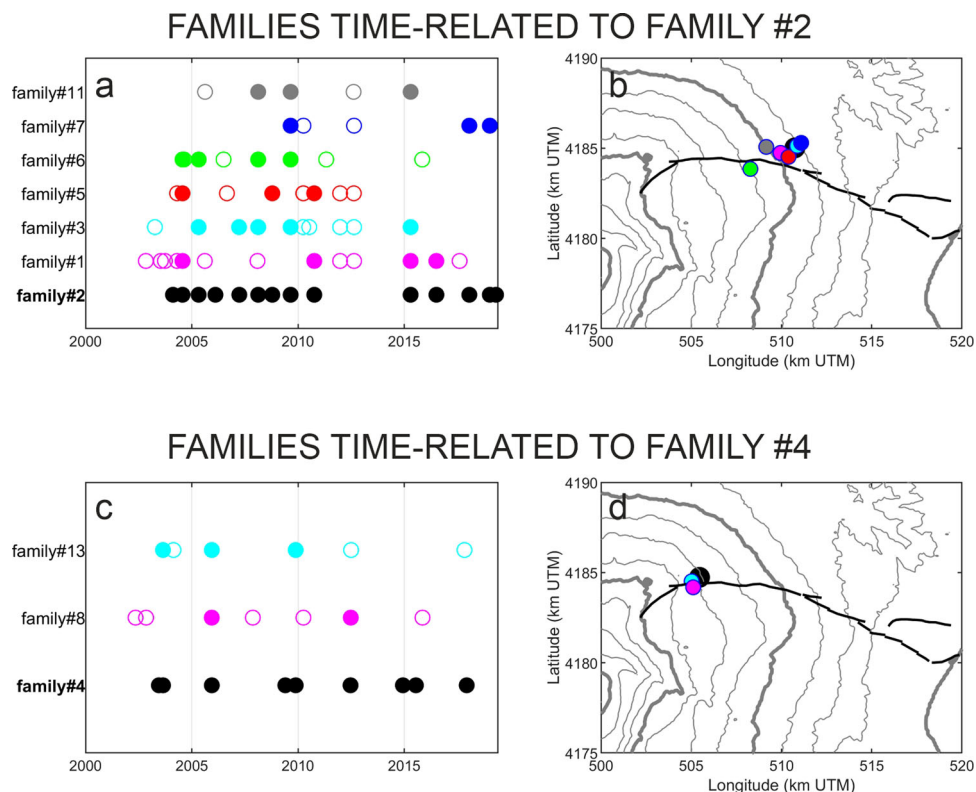 FAMILIES TIME-RELATED TO FAMILY #2
a
family#11
family#7
family#6
family#5
family#3
family#1
family#2
2000 2005 2010 2015
b
4190
4185
4180
4175
Latitude (km UTM)
500 505 510 515 520
Longitude (km UTM)
FAMILIES TIME-RELATED TO FAMILY #4
c
family#13
family#8
family#4
2000 2005 2010 2015
d
4190
4185
4180
4175
Latitude (km UTM)
500 505 510 515 520
Longitude (km UTM)